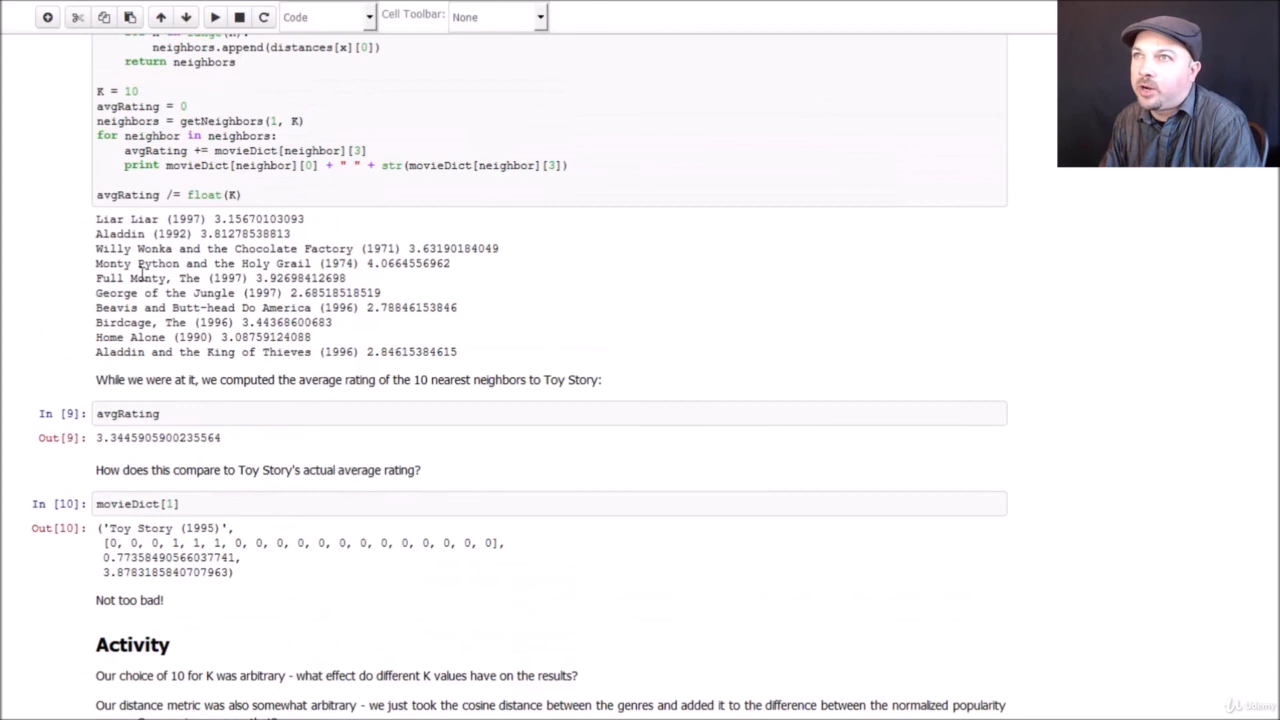 Code
Cell Toolbar:
None
neighbors.append(distances[x][0])
return neighbors
K = 10
avgRating = 0
neighbors = getNeighbors(1, K)
for neighbor in neighbors:
avgRating += movieDict[neighbor][3]
print movieDict[neighbor][0] + " " + str(movieDict[neighbor][3])
avgRating /= float(K)
Liar Liar (1997) 3.15670103093
Aladdin (1992) 3.81278538813
Willy Wonka and the Chocolate Factory (1971) 3.63190184049
Monty Python and the Holy Grail (1974) 4.0664556962
Full Monty, The (1997) 3.92698412698
George of the Jungle (1997) 2.68518518519
Beavis and Butt-head Do America (1996) 2.78846153846
Birdcage, The (1996) 3.44368600683
Home Alone (1990) 3.08759124088
Aladdin and the King of Thieves (1996) 2.84615384615
While we were at it, we computed the average rating of the 10 nearest neighbors to Toy Story:
In [9]: avgRating
Out[9]: 3.3445905900235564
How does this compare to Toy Story's actual average rating?
In [10]: movieDict[1]
Out[10]: ('Toy Story (1995)',
[0, 0, 0, 1, 1, 1, 0, 0, 0, 0, 0, 0, 0, 0, 0, 0, 0, 0, 0],
0.77358490566037741,
3.8783185840707963)
Not too bad!
Activity
Our choice of 10 for K was arbitrary - what effect do different K values have on the results?
Our distance metric was also somewhat arbitrary - we just took the cosine distance between the genres and added it to the difference between the normalized popularity
Udemy